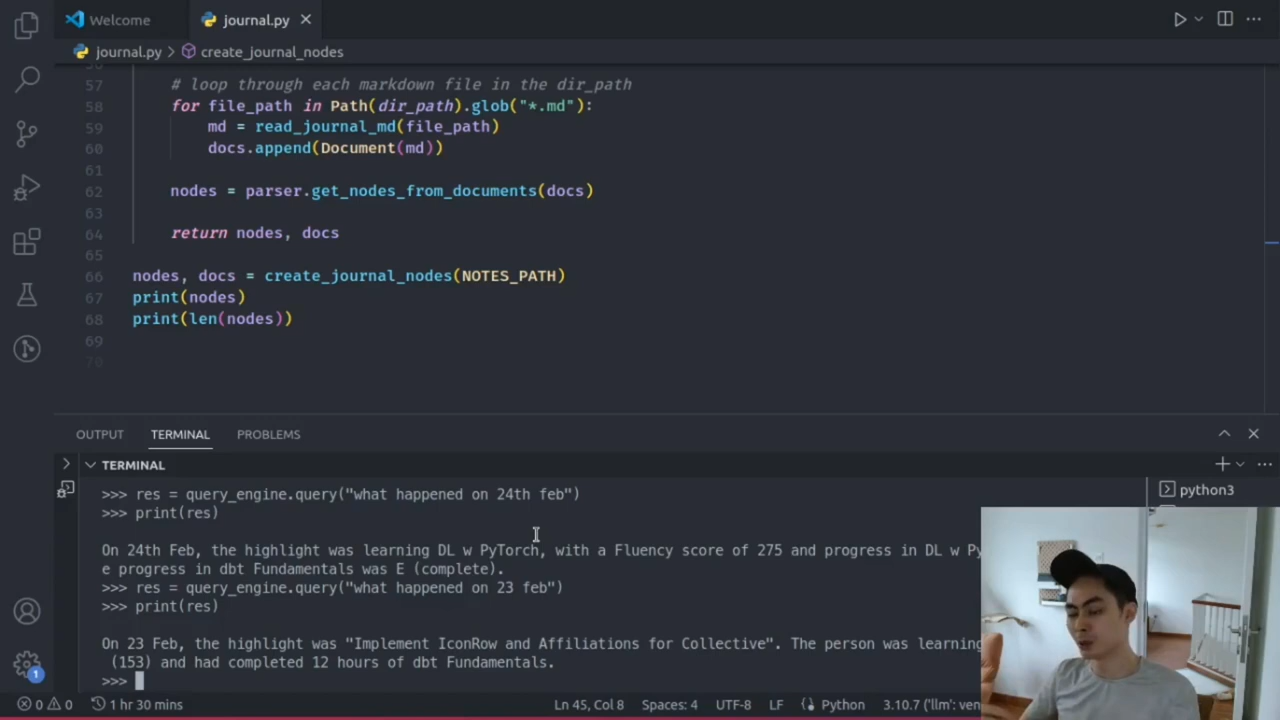 Welcome
journal.py
journal.py > create_journal_nodes
57 # loop through each markdown file in the dir_path
58 for file_path in Path(dir_path).glob("*.md"):
59 md = read_journal_md(file_path)
60 docs.append(Document(md))
61
62 nodes = parser.get_nodes_from_documents(docs)
63
64 return nodes, docs
65
66 nodes, docs = create_journal_nodes(NOTES_PATH)
67 print(nodes)
68 print(len(nodes))
69
70
OUTPUT TERMINAL PROBLEMS
TERMINAL
python3
>>> res = query_engine.query("what happened on 24th feb")
>>> print(res)
On 24th Feb, the highlight was learning DL w PyTorch, with a Fluency score of 275 and progress in DL w Py
e progress in dbt Fundamentals was E (complete).
>>> res = query_engine.query("what happened on 23 feb")
>>> print(res)
On 23 Feb, the highlight was "Implement IconRow and Affiliations for Collective". The person was learning
(153) and had completed 12 hours of dbt Fundamentals.
>>>
1
0 0 1 hr 30 mins Ln 45, Col 8 Spaces: 4 UTF-8 LF Python 3.10.7 ('llm': ven